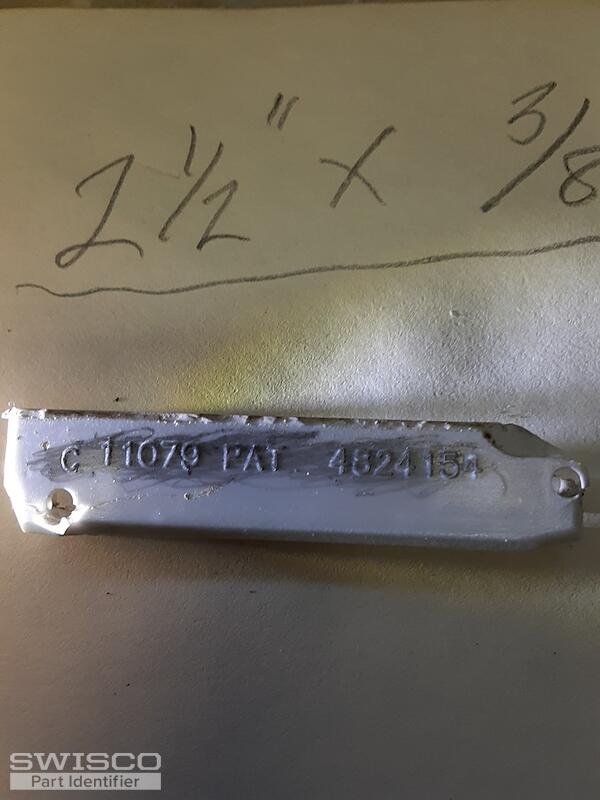 2 1/2" x 3/8
C 11079 PAT 4824154
SWISCO
Part Identifier